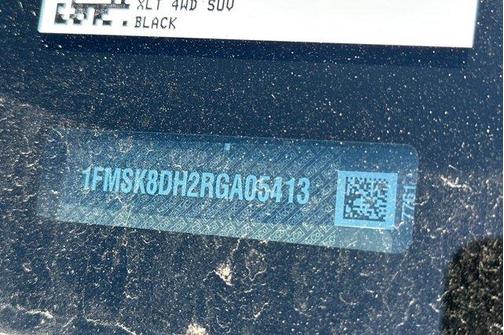 XLT 4WD SUV
BLACK
1FMSK8DH2RGA05413